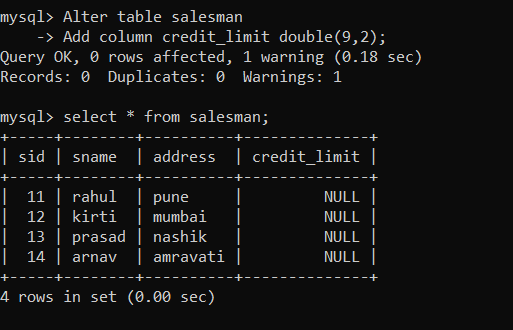 mysql> Alter table salesman
    -> Add column credit_limit double(9,2);
Query OK, 0 rows affected, 1 warning (0.18 sec)
Records: 0  Duplicates: 0  Warnings: 1

mysql> select * from salesman;
+-----+--------+----------+--------------+
| sid | sname  | address  | credit_limit |
+-----+--------+----------+--------------+
|  11 | rahul  | pune     |         NULL |
|  12 | kirti  | mumbai   |         NULL |
|  13 | prasad | nashik   |         NULL |
|  14 | arnav  | amravati |         NULL |
+-----+--------+----------+--------------+
4 rows in set (0.00 sec)